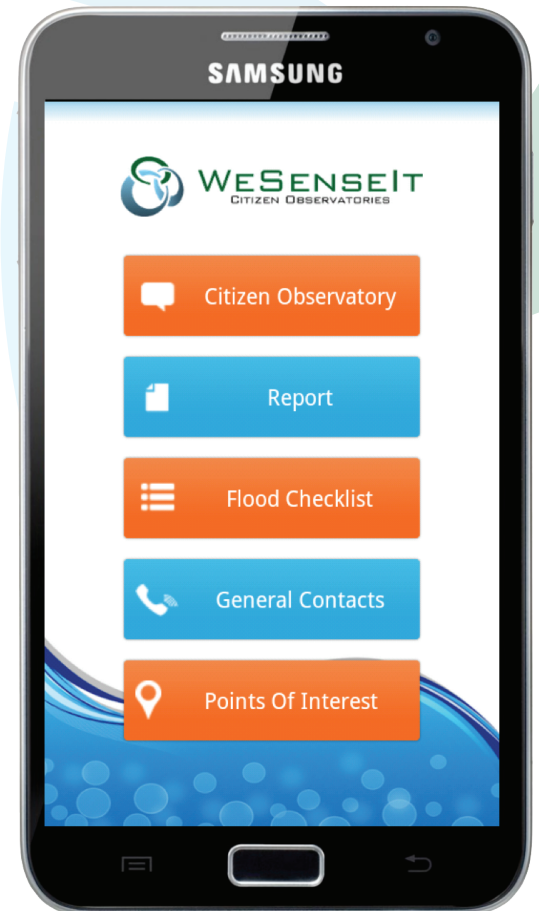 SAMSUNG
WeSenseIt
Citizen Observatories
Citizen Observatory
Report
Flood Checklist
General Contacts
Points Of Interest